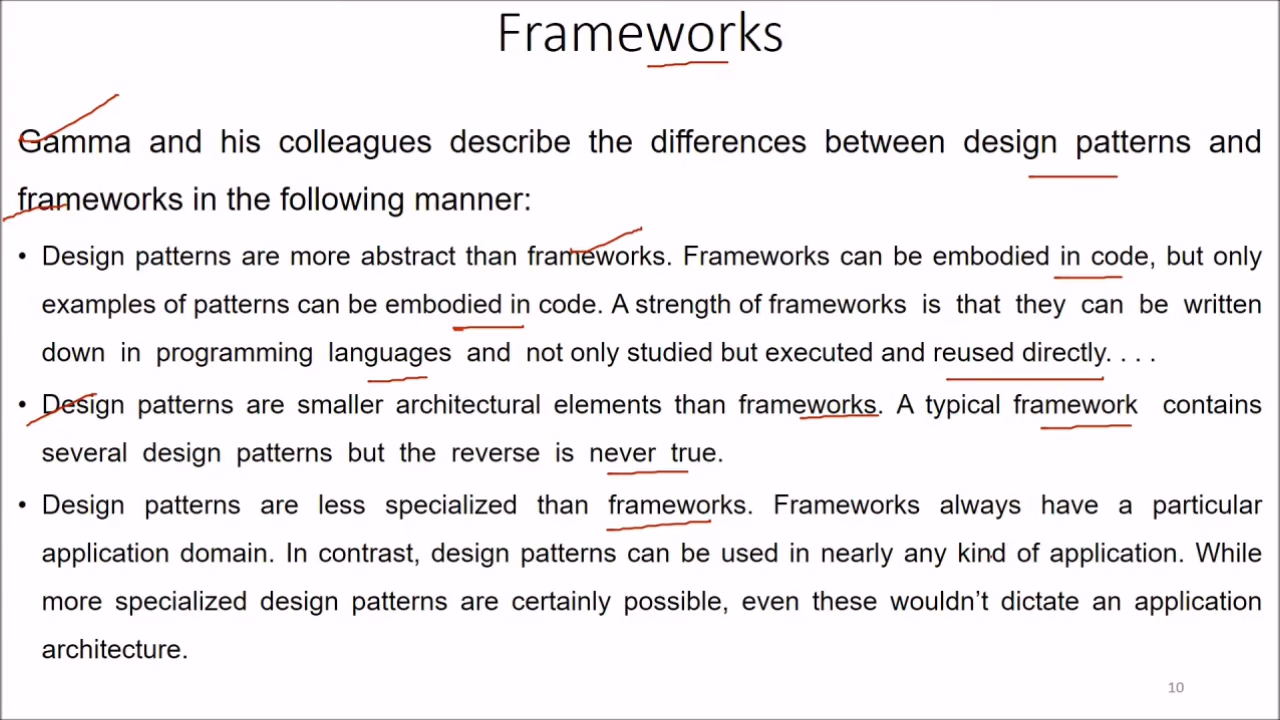 Frameworks
Gamma and his colleagues describe the differences between design patterns and
frameworks in the following manner:
• Design patterns are more abstract than frameworks. Frameworks can be embodied in code, but only
examples of patterns can be embodied in code. A strength of frameworks is that they can be written
down in programming languages and not only studied but executed and reused directly. . . .
• Design patterns are smaller architectural elements than frameworks. A typical framework contains
several design patterns but the reverse is never true.
• Design patterns are less specialized than frameworks. Frameworks always have a particular
application domain. In contrast, design patterns can be used in nearly any kind of application. While
more specialized design patterns are certainly possible, even these wouldn’t dictate an application
architecture.
10